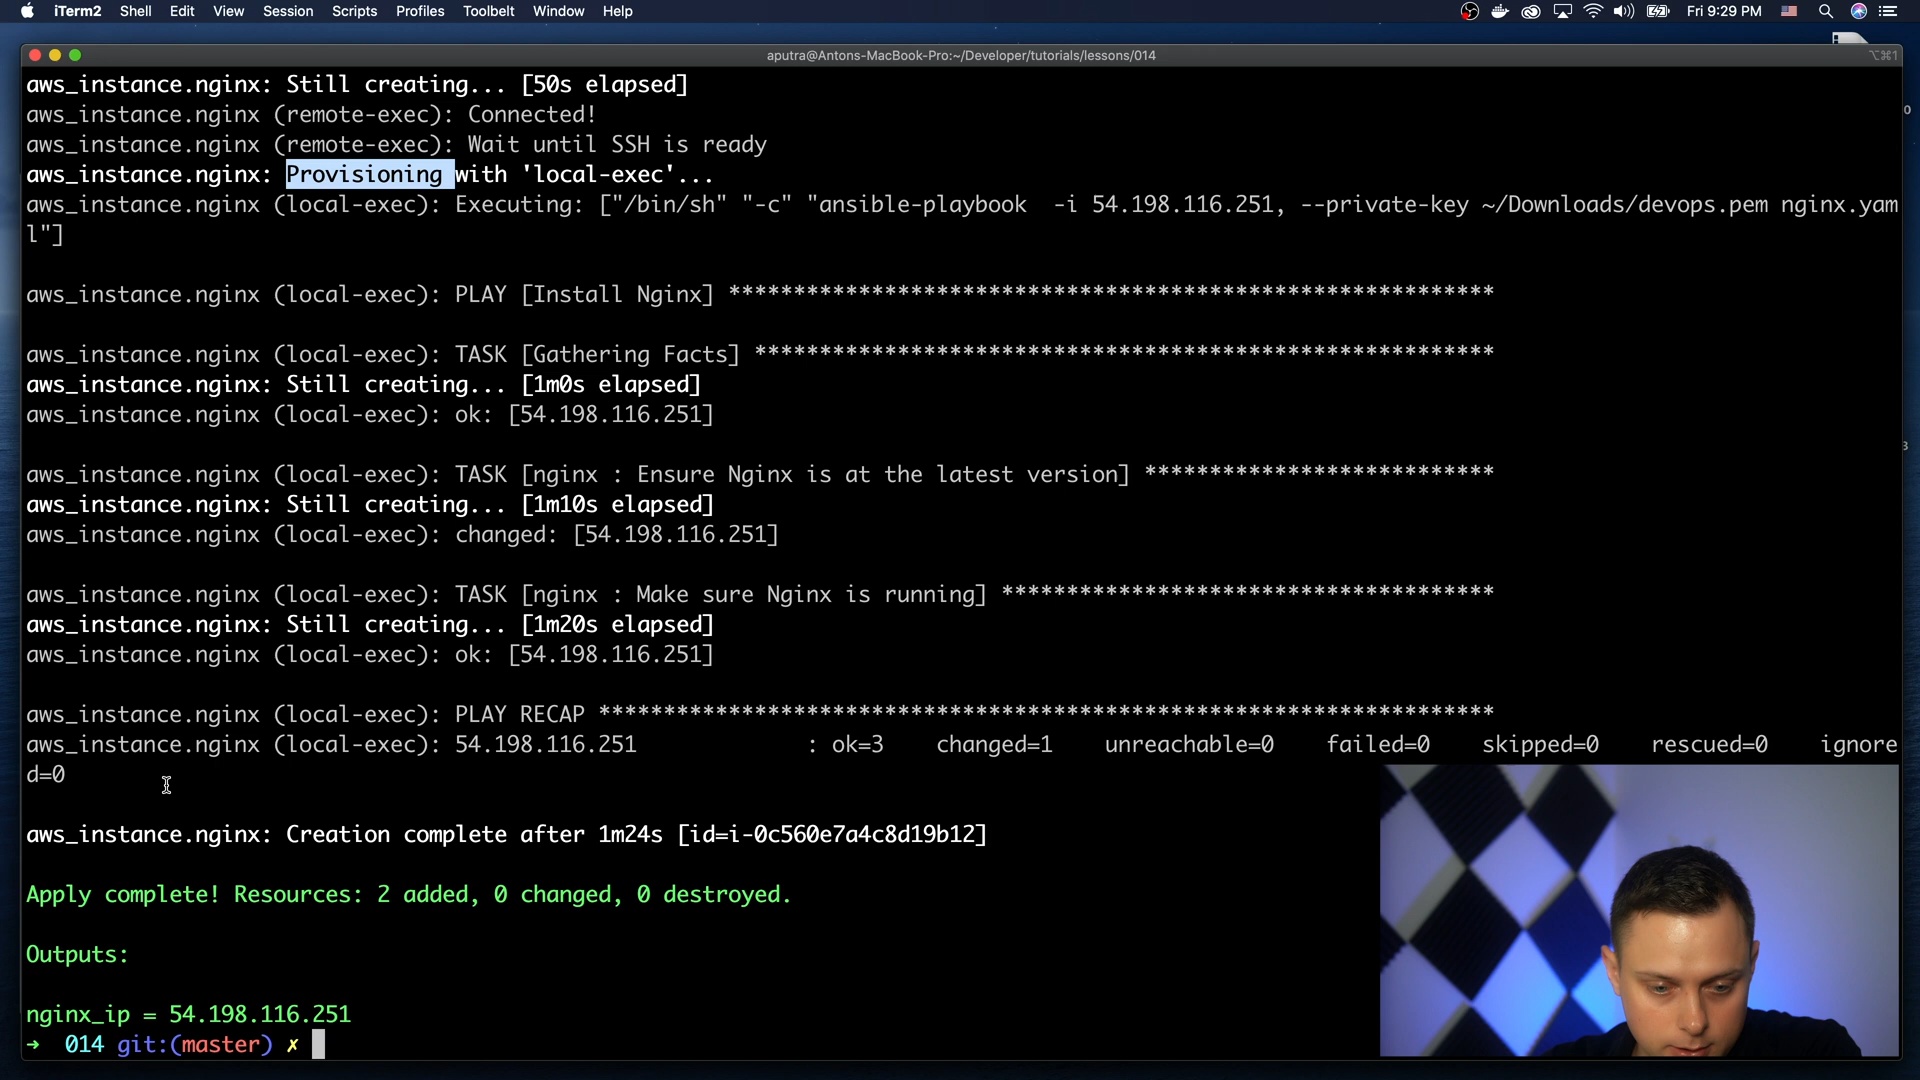 iTerm2 Shell Edit View Session Scripts Profiles Toolbelt Window Help Fri 9:29 PM
aputra@Antons-MacBook-Pro:~/Developer/tutorials/lessons/014 ⌥⌘1
aws_instance.nginx: Still creating... [50s elapsed]
aws_instance.nginx (remote-exec): Connected!
aws_instance.nginx (remote-exec): Wait until SSH is ready
aws_instance.nginx: Provisioning with 'local-exec'...
aws_instance.nginx (local-exec): Executing: ["/bin/sh" "-c" "ansible-playbook  -i 54.198.116.251, --private-key ~/Downloads/devops.pem nginx.yam
l"]
aws_instance.nginx (local-exec): PLAY [Install Nginx] ***********************************************************
aws_instance.nginx (local-exec): TASK [Gathering Facts] *********************************************************
aws_instance.nginx: Still creating... [1m0s elapsed]
aws_instance.nginx (local-exec): ok: [54.198.116.251]
aws_instance.nginx (local-exec): TASK [nginx : Ensure Nginx is at the latest version] ***************************
aws_instance.nginx: Still creating... [1m10s elapsed]
aws_instance.nginx (local-exec): changed: [54.198.116.251]
aws_instance.nginx (local-exec): TASK [nginx : Make sure Nginx is running] **************************************
aws_instance.nginx: Still creating... [1m20s elapsed]
aws_instance.nginx (local-exec): ok: [54.198.116.251]
aws_instance.nginx (local-exec): PLAY RECAP *********************************************************************
aws_instance.nginx (local-exec): 54.198.116.251             : ok=3    changed=1    unreachable=0    failed=0    skipped=0    rescued=0    ignore
d=0
aws_instance.nginx: Creation complete after 1m24s [id=i-0c560e7a4c8d19b12]
Apply complete! Resources: 2 added, 0 changed, 0 destroyed.
Outputs:
nginx_ip = 54.198.116.251
➜  014 git:(master) ✗